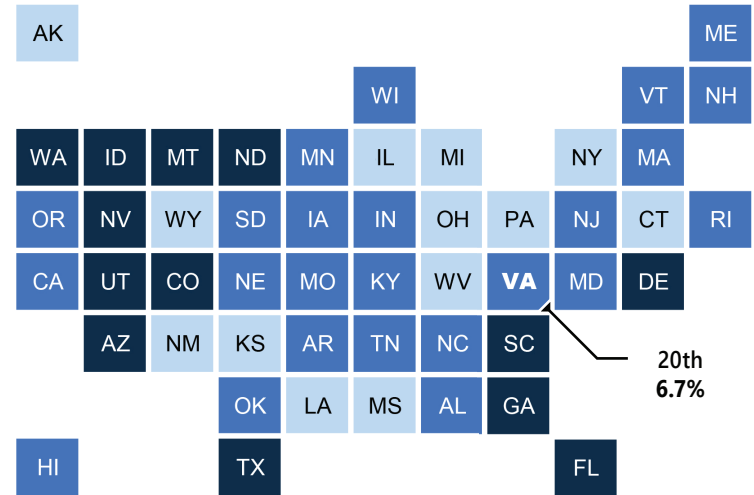 AK ME
WI VT NH
WA ID MT ND MN IL MI NY MA
OR NV WY SD IA IN OH PA NJ CT RI
CA UT CO NE MO KY WV VA MD DE
AZ NM KS AR TN NC SC
20th
6.7%
OK LA MS AL GA
HI TX FL